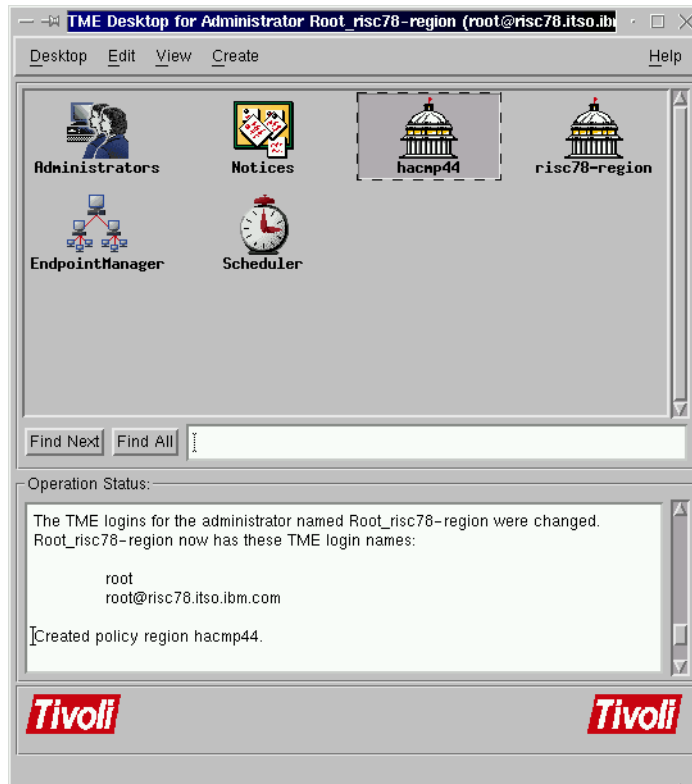 TME Desktop for Administrator Root_risc78-region (root@risc78.itso.ib
Desktop Edit View Create Help
Administrators Notices hacmp44 risc78-region
EndpointManager Scheduler
Find Next Find All
Operation Status:
The TME logins for the administrator named Root_risc78-region were changed.
Root_risc78-region now has these TME login names:
root
root@risc78.itso.ibm.com
Created policy region hacmp44.
Tivoli Tivoli